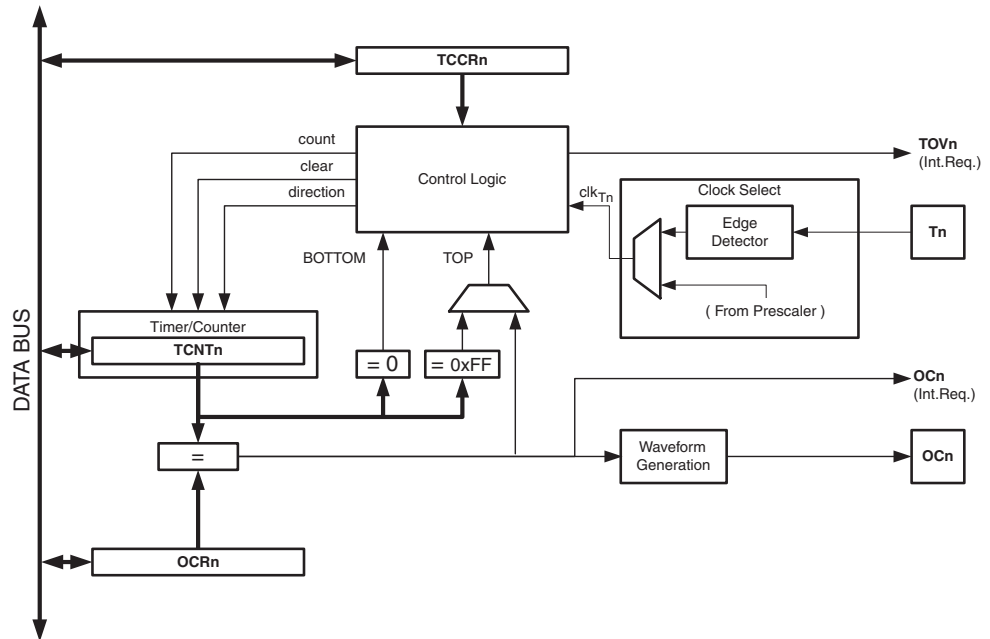 TCCRn
count
clear
direction
Control Logic
TOVn
(Int.Req.)
clkTn
Clock Select
Edge
Detector
Tn
( From Prescaler )
BOTTOM
TOP
Timer/Counter
TCNTn
= 0
= 0xFF
DATA BUS
OCn
(Int.Req.)
=
Waveform
Generation
OCn
OCRn